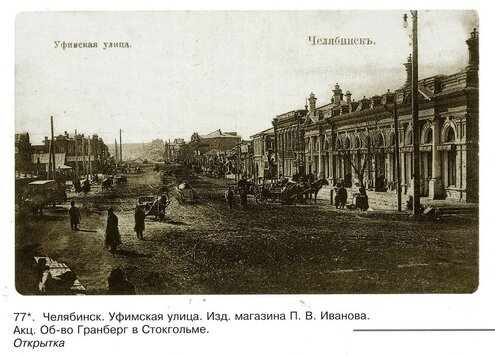 Уфимская улица.
Челябинскъ.
77*. Челябинск. Уфимская улица. Изд. магазина П. В. Иванова.
Акц. Об-во Гранберг в Стокгольме.
Открытка